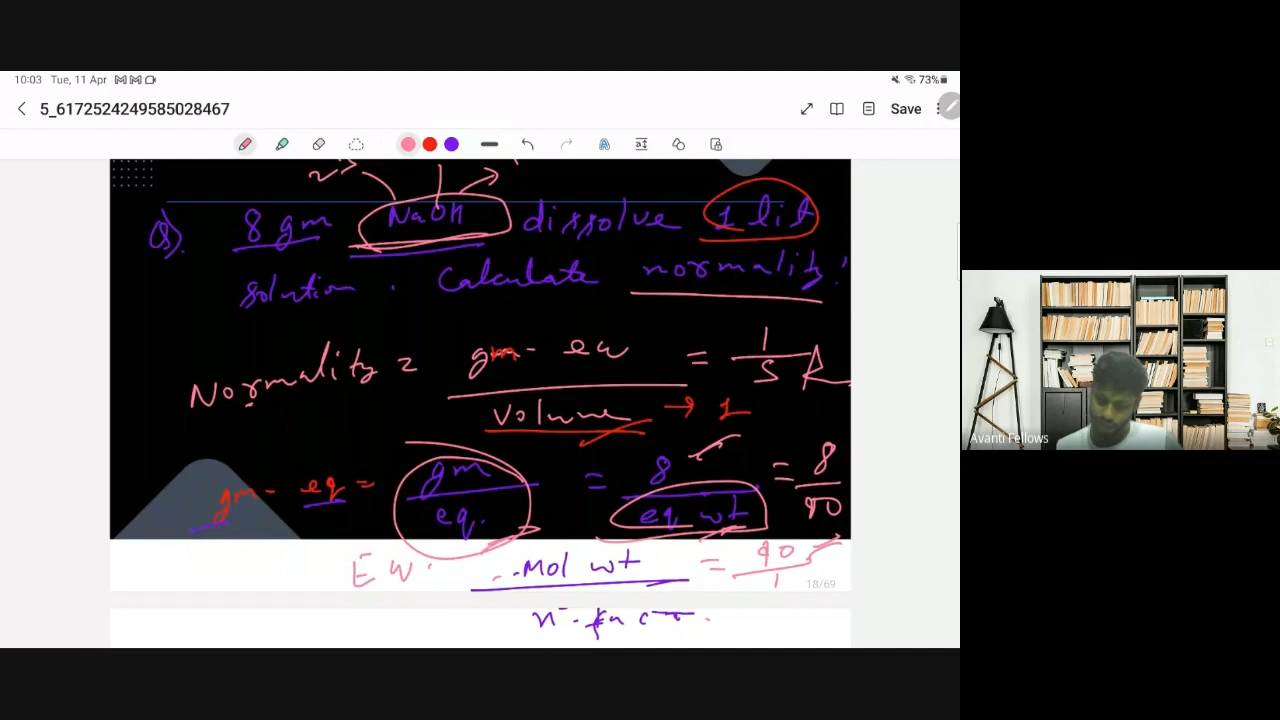 10:03 Tue, 11 Apr
73%
5_6172524249585028467
Save
Q). 8 gm NaOH dissolve 1 lit
solution. Calculate normality?
Normality = gm-ew / Volume = 1/5
→ 1
gm-eq = gm / eq. = 8 / eq wt = 8/40
E W. Mol wt / n-fac = 40/1
18/69
Avanti Fellows